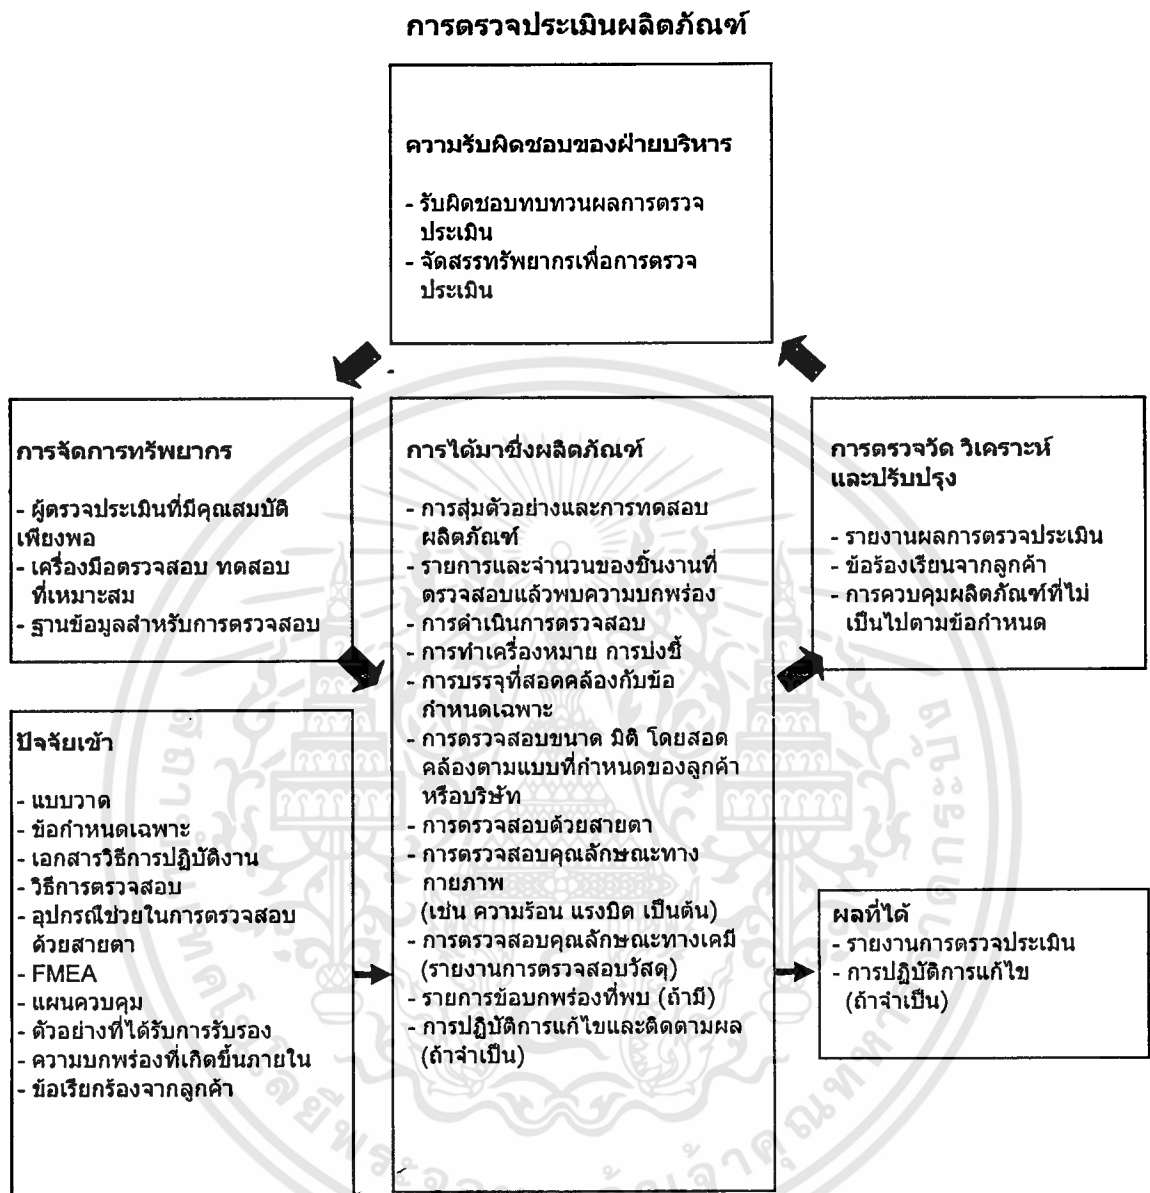 การตรวจประเมินผลิตภัณฑ์
ความรับผิดชอบของฝ่ายบริหาร
- รับผิดชอบทบทวนผลการตรวจ
ประเมิน
- จัดสรรทรัพยากรเพื่อการตรวจ
ประเมิน
การจัดการทรัพยากร
- ผู้ตรวจประเมินที่มีคุณสมบัติ
เพียงพอ
- เครื่องมือตรวจสอบ ทดสอบ
ที่เหมาะสม
- ฐานข้อมูลสำหรับการตรวจสอบ
การได้มาซึ่งผลิตภัณฑ์
- การสุ่มตัวอย่างและการทดสอบ
ผลิตภัณฑ์
- รายการและจำนวนของชิ้นงานที่
ตรวจสอบแล้วพบความบกพร่อง
- การดำเนินการตรวจสอบ
- การทำเครื่องหมาย การบ่งชี้
- การบรรจุที่สอดคล้องกับข้อ
กำหนดเฉพาะ
- การตรวจสอบขนาด มิติ โดยสอด
คล้องตามแบบที่กำหนดของลูกค้า
หรือบริษัท
- การตรวจสอบด้วยสายตา
- การตรวจสอบคุณลักษณะทาง
กายภาพ
(เช่น ความร้อน แรงบิด เป็นต้น)
- การตรวจสอบคุณลักษณะทางเคมี
(รายงานการตรวจสอบวัสดุ)
- รายการข้อบกพร่องที่พบ (ถ้ามี)
- การปฏิบัติการแก้ไขและติดตามผล
(ถ้าจำเป็น)
การตรวจวัด วิเคราะห์
และปรับปรุง
- รายงานผลการตรวจประเมิน
- ข้อร้องเรียนจากลูกค้า
- การควบคุมผลิตภัณฑ์ที่ไม่
เป็นไปตามข้อกำหนด
ปัจจัยเข้า
- แบบวาด
- ข้อกำหนดเฉพาะ
- เอกสารวิธีการปฏิบัติงาน
- วิธีการตรวจสอบ
- อุปกรณ์ช่วยในการตรวจสอบ
ด้วยสายตา
- FMEA
- แผนควบคุม
- ตัวอย่างที่ได้รับการรับรอง
- ความบกพร่องที่เกิดขึ้นภายใน
- ข้อเรียกร้องจากลูกค้า
ผลที่ได้
- รายงานการตรวจประเมิน
- การปฏิบัติการแก้ไข
(ถ้าจำเป็น)